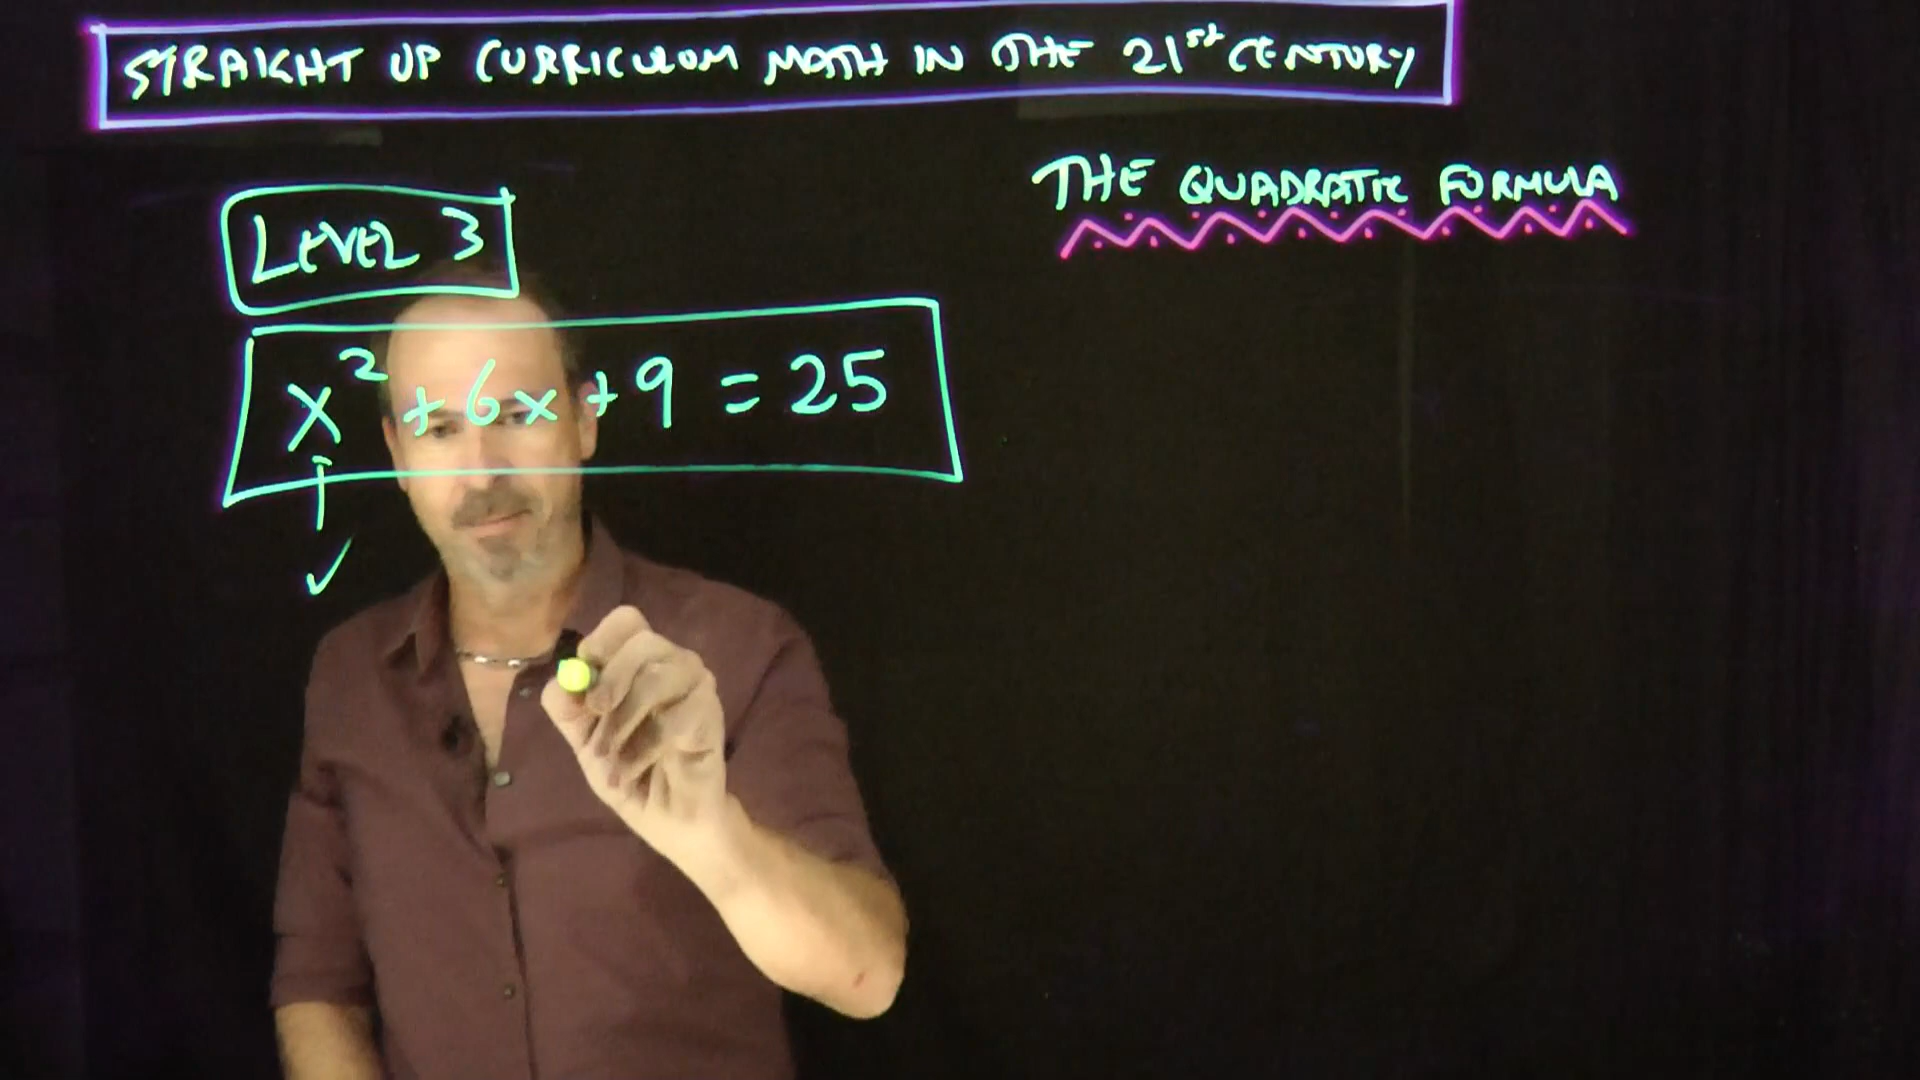 STRAIGHT UP CURRICULUM MATH IN THE 21st CENTURY
THE QUADRATIC FORMULA
LEVEL 3
x² + 6x + 9 = 25